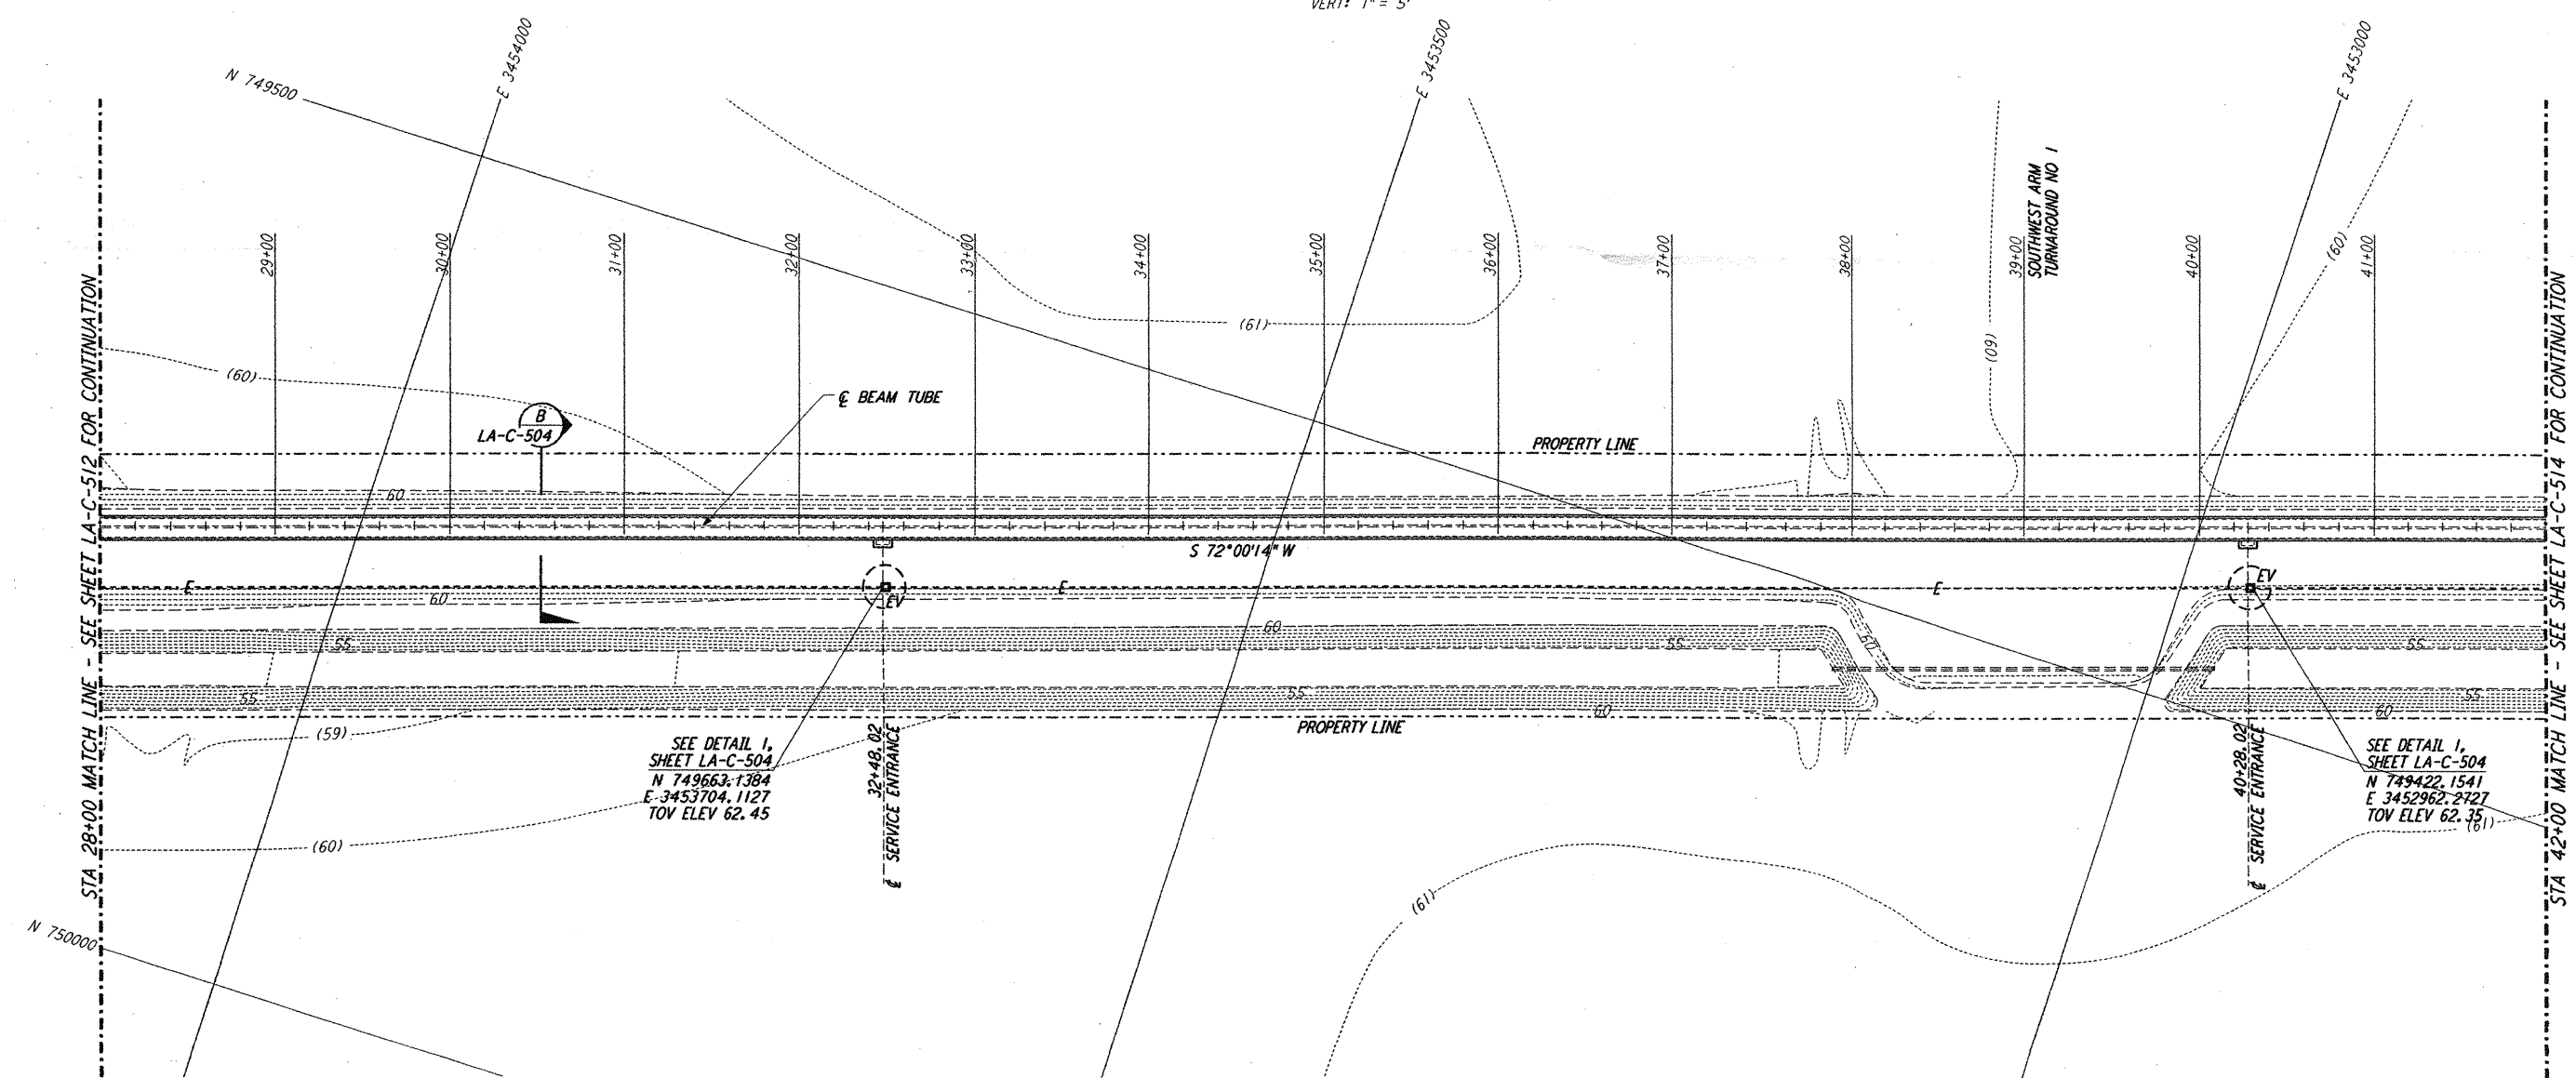 VERT: 1" = 5'
E 3454000
E 3453500
E 3453000
N 749500
SOUTHWEST ARM
TURNAROUND NO 1
29+00
30+00
31+00
32+00
33+00
34+00
35+00
36+00
37+00
38+00
39+00
40+00
41+00
(60)
(61)
(60)
(60)
STA 28+00 MATCH LINE - SEE SHEET LA-C-512 FOR CONTINUATION
STA 42+00 MATCH LINE - SEE SHEET LA-C-514 FOR CONTINUATION
B
LA-C-504
℄ BEAM TUBE
PROPERTY LINE
60
S 72°00'14" W
E
E
E
EV
EV
60
60
60
55
55
55
55
55
55
60
60
PROPERTY LINE
(59)
SEE DETAIL 1,
SHEET LA-C-504
N 749663.1384
E 3453704.1127
TOV ELEV 62.45
32+48.02
℄ SERVICE ENTRANCE
40+28.02
℄ SERVICE ENTRANCE
SEE DETAIL 1,
SHEET LA-C-504
N 749422.1541
E 3452962.2727
TOV ELEV 62.35
(61)
(60)
(61)
N 750000